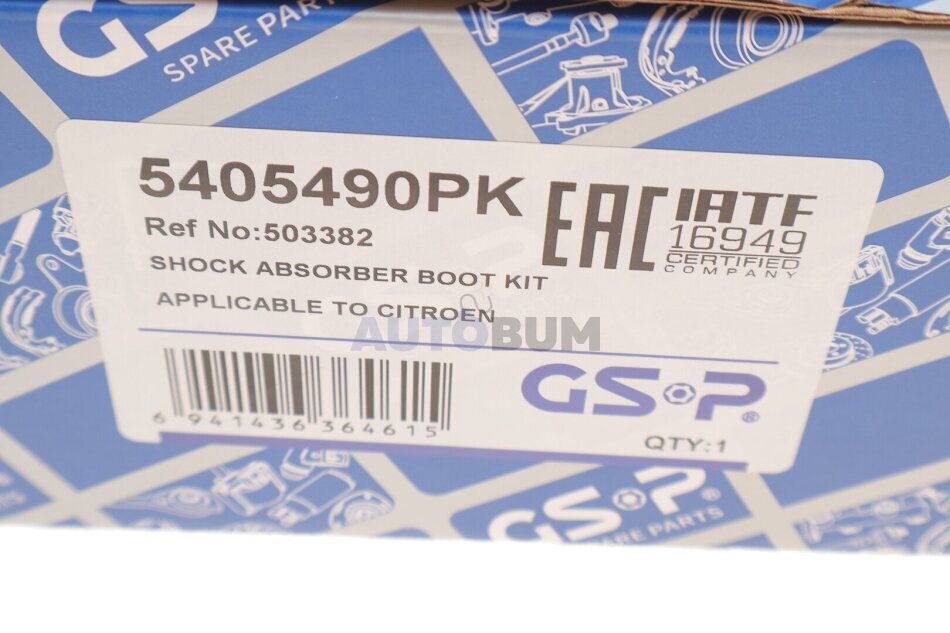 GSP
SPARE PARTS
5405490PK
Ref No:503382
SHOCK ABSORBER BOOT KIT
APPLICABLE TO CITROEN
EAC
IATF
16949
CERTIFIED
COMPANY
AUTOBUM
6 941436 364615
GSP®
QTY:1
GSP®
SPARE PARTS